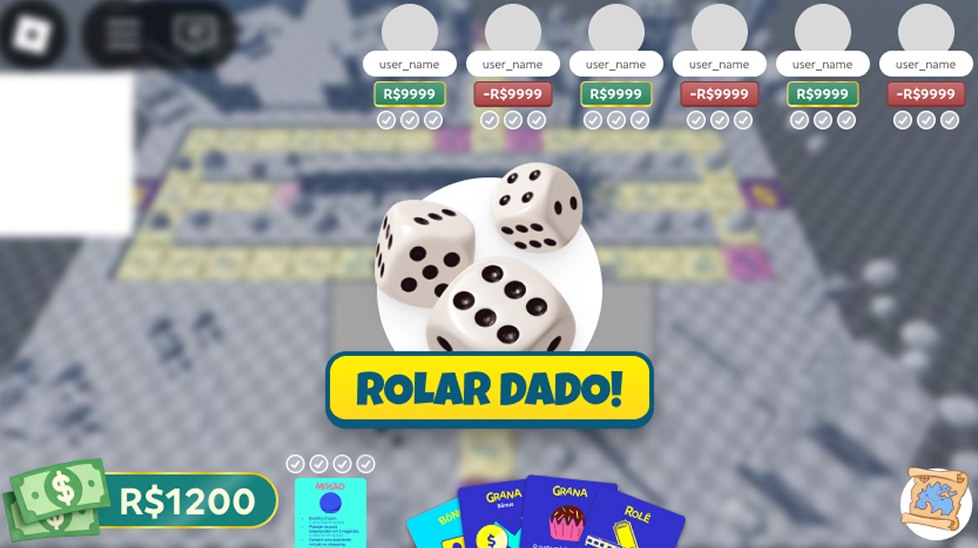 user_name user_name user_name user_name user_name user_name
R$9999 -R$9999 R$9999 -R$9999 R$9999 -R$9999
ROLAR DADO!
R$1200
MISSÃO
GRANA
Bônus
GRANA
ROLÊ